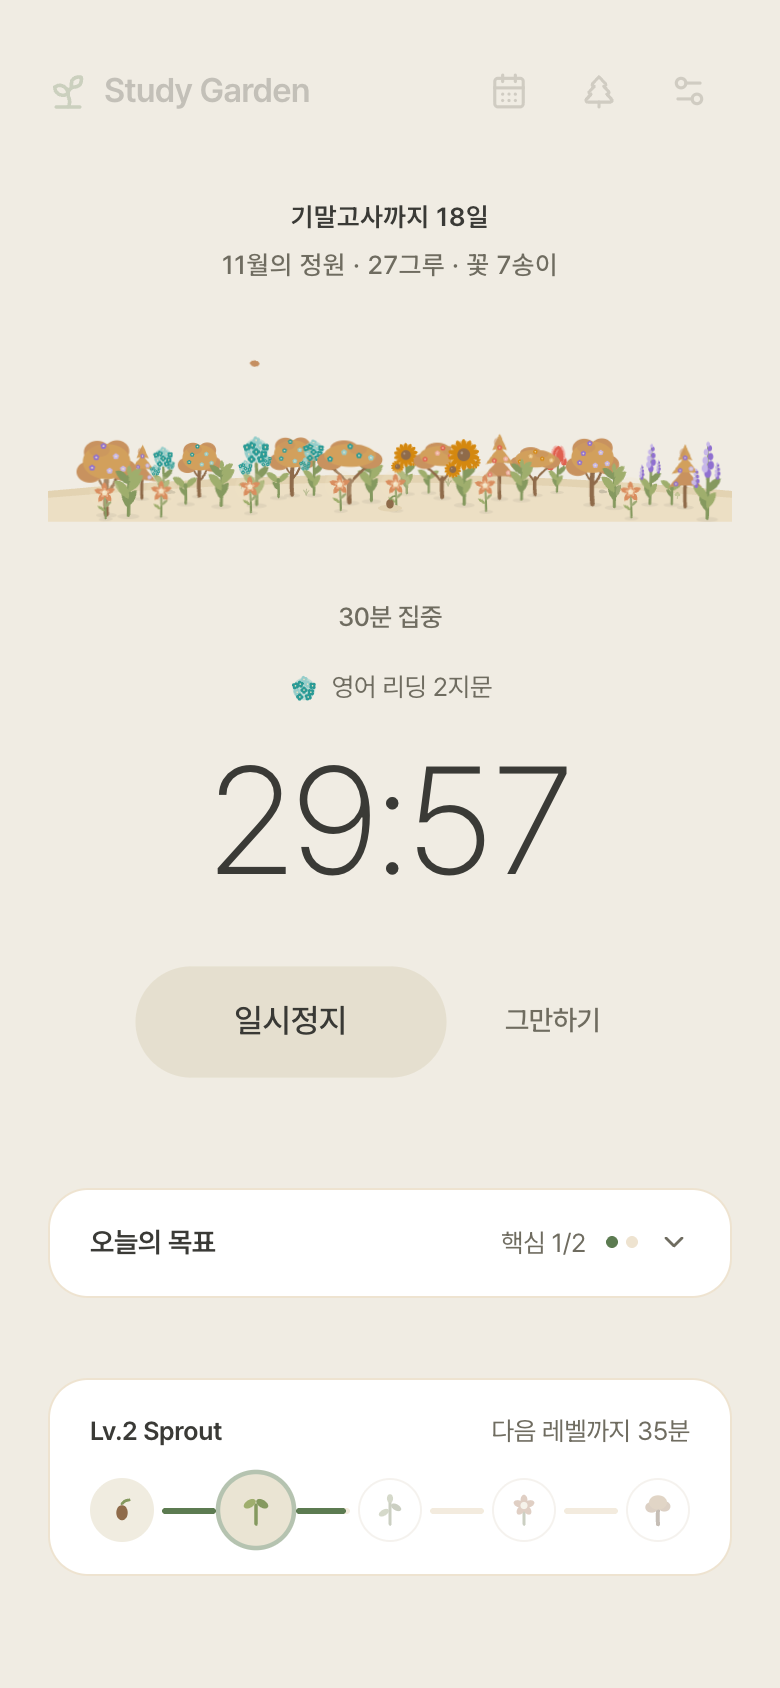 Study Garden
기말고사까지 18일
11월의 정원 · 27그루 · 꽃 7송이
30분 집중
영어 리딩 2지문
29:57
일시정지
그만하기
오늘의 목표
핵심 1/2
Lv.2 Sprout
다음 레벨까지 35분